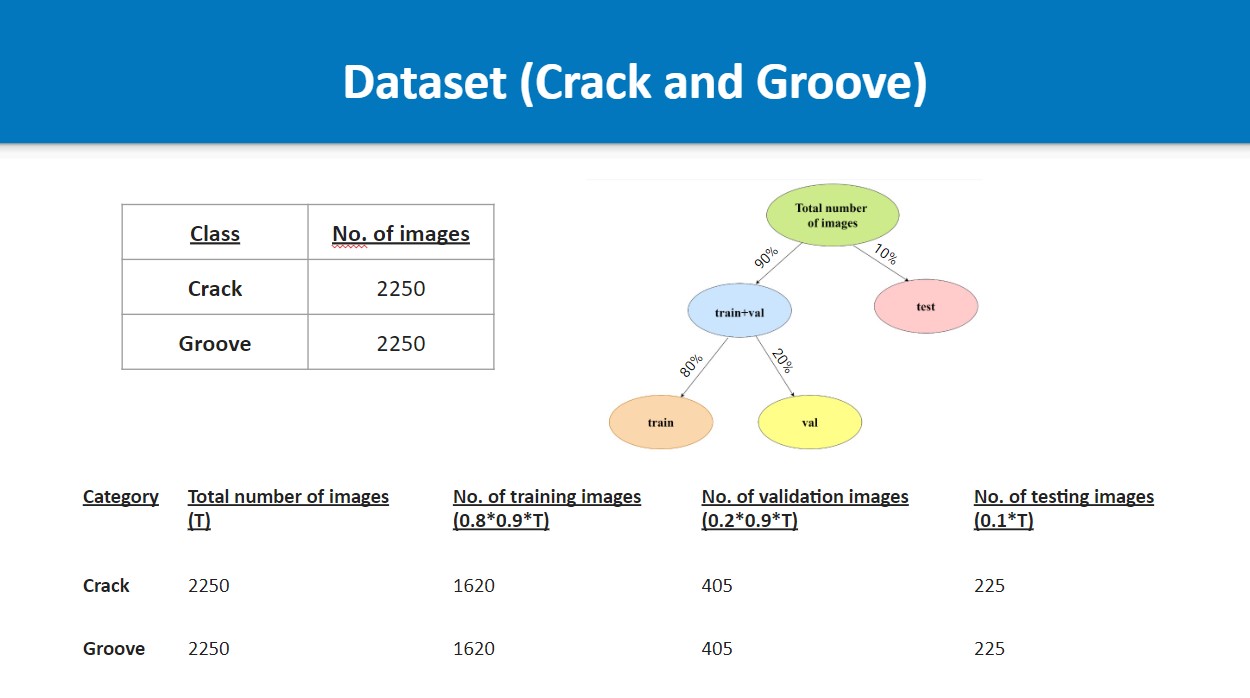 Dataset (Crack and Groove)
Class No. of images
Crack 2250
Groove 2250
Total number
of images
90% 10%
train+val test
80% 20%
train val
Category Total number of images No. of training images No. of validation images No. of testing images
(T) (0.8*0.9*T) (0.2*0.9*T) (0.1*T)
Crack 2250 1620 405 225
Groove 2250 1620 405 225